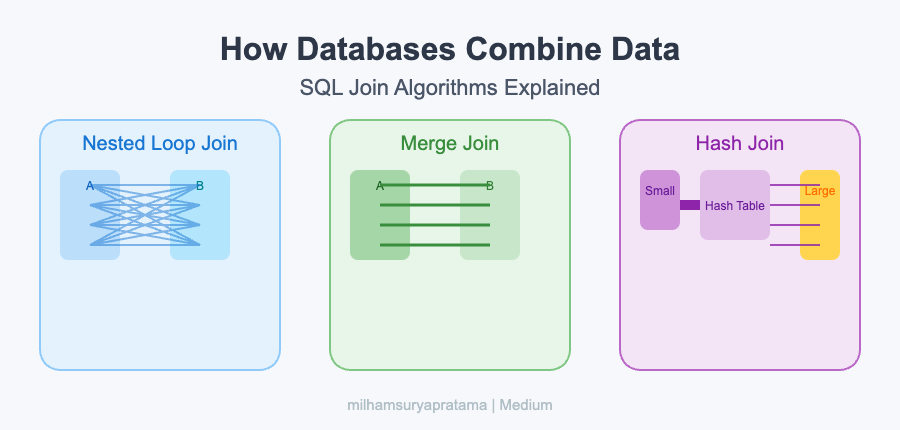 How Databases Combine Data
SQL Join Algorithms Explained
Nested Loop Join
A
B
Merge Join
A
B
Hash Join
Small
Hash Table
Large
milhamsuryapratama | Medium